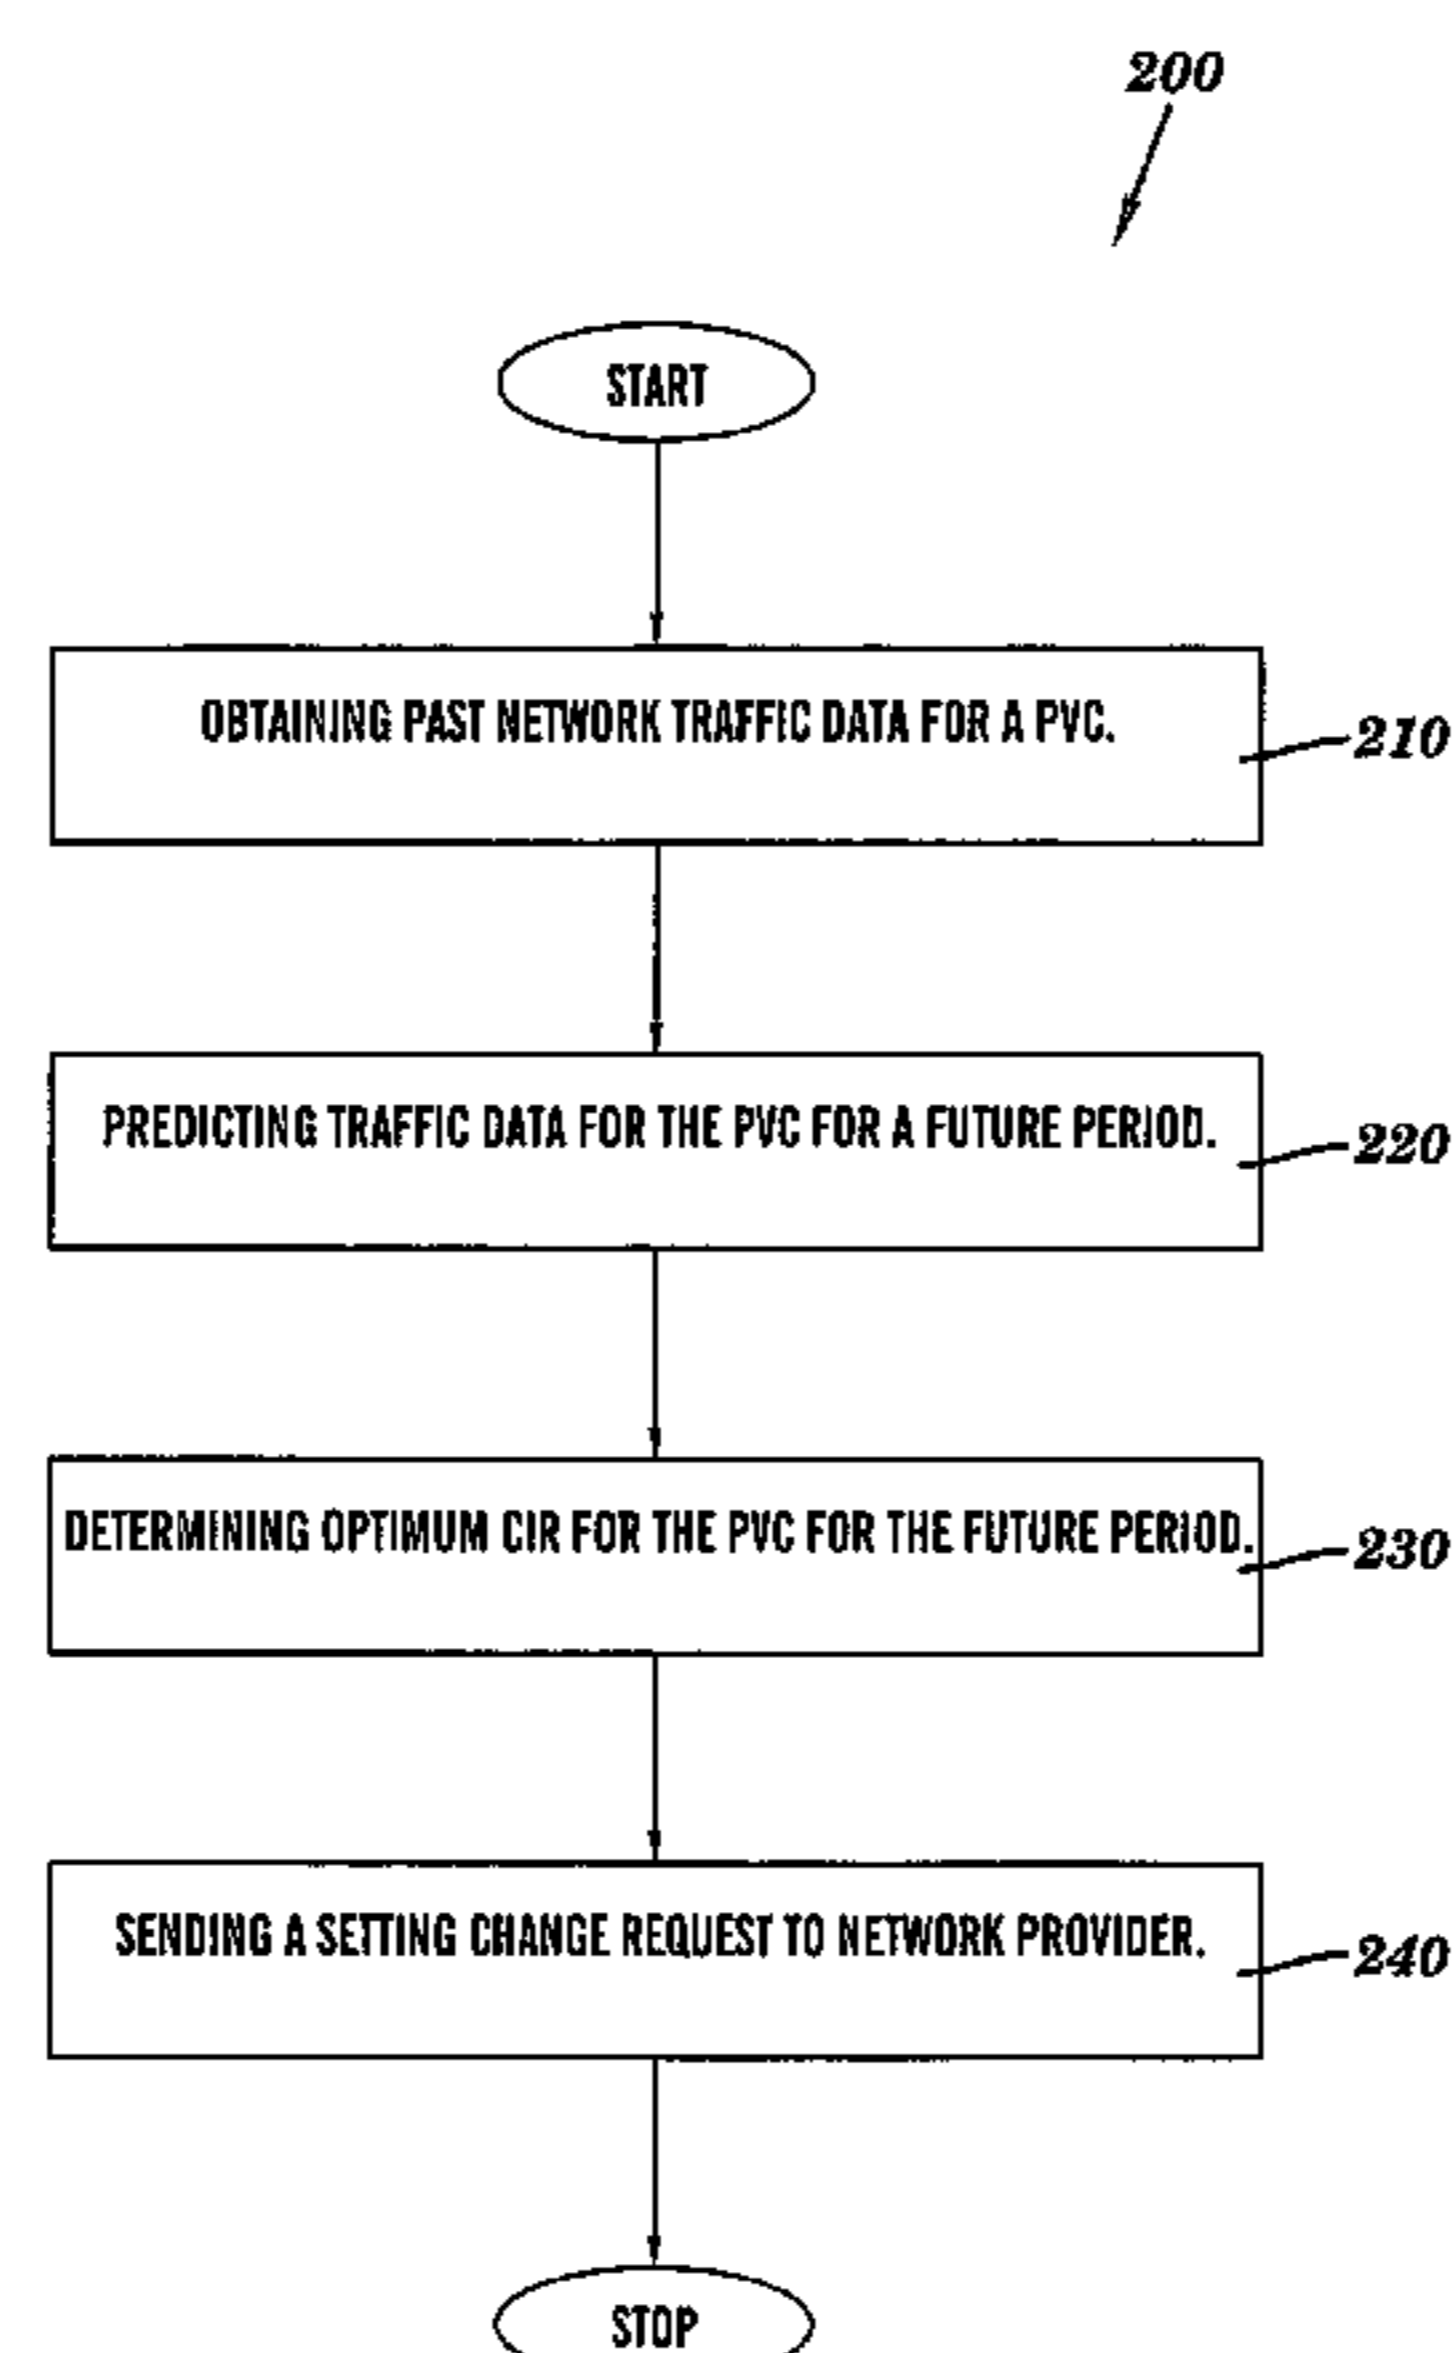 200
START
OBTAINING PAST NETWORK TRAFFIC DATA FOR A PVC.
210
PREDICTING TRAFFIC DATA FOR THE PVC FOR A FUTURE PERIOD.
220
DETERMINING OPTIMUM CIR FOR THE PVC FOR THE FUTURE PERIOD.
230
SENDING A SETTING CHANGE REQUEST TO NETWORK PROVIDER.
240
STOP